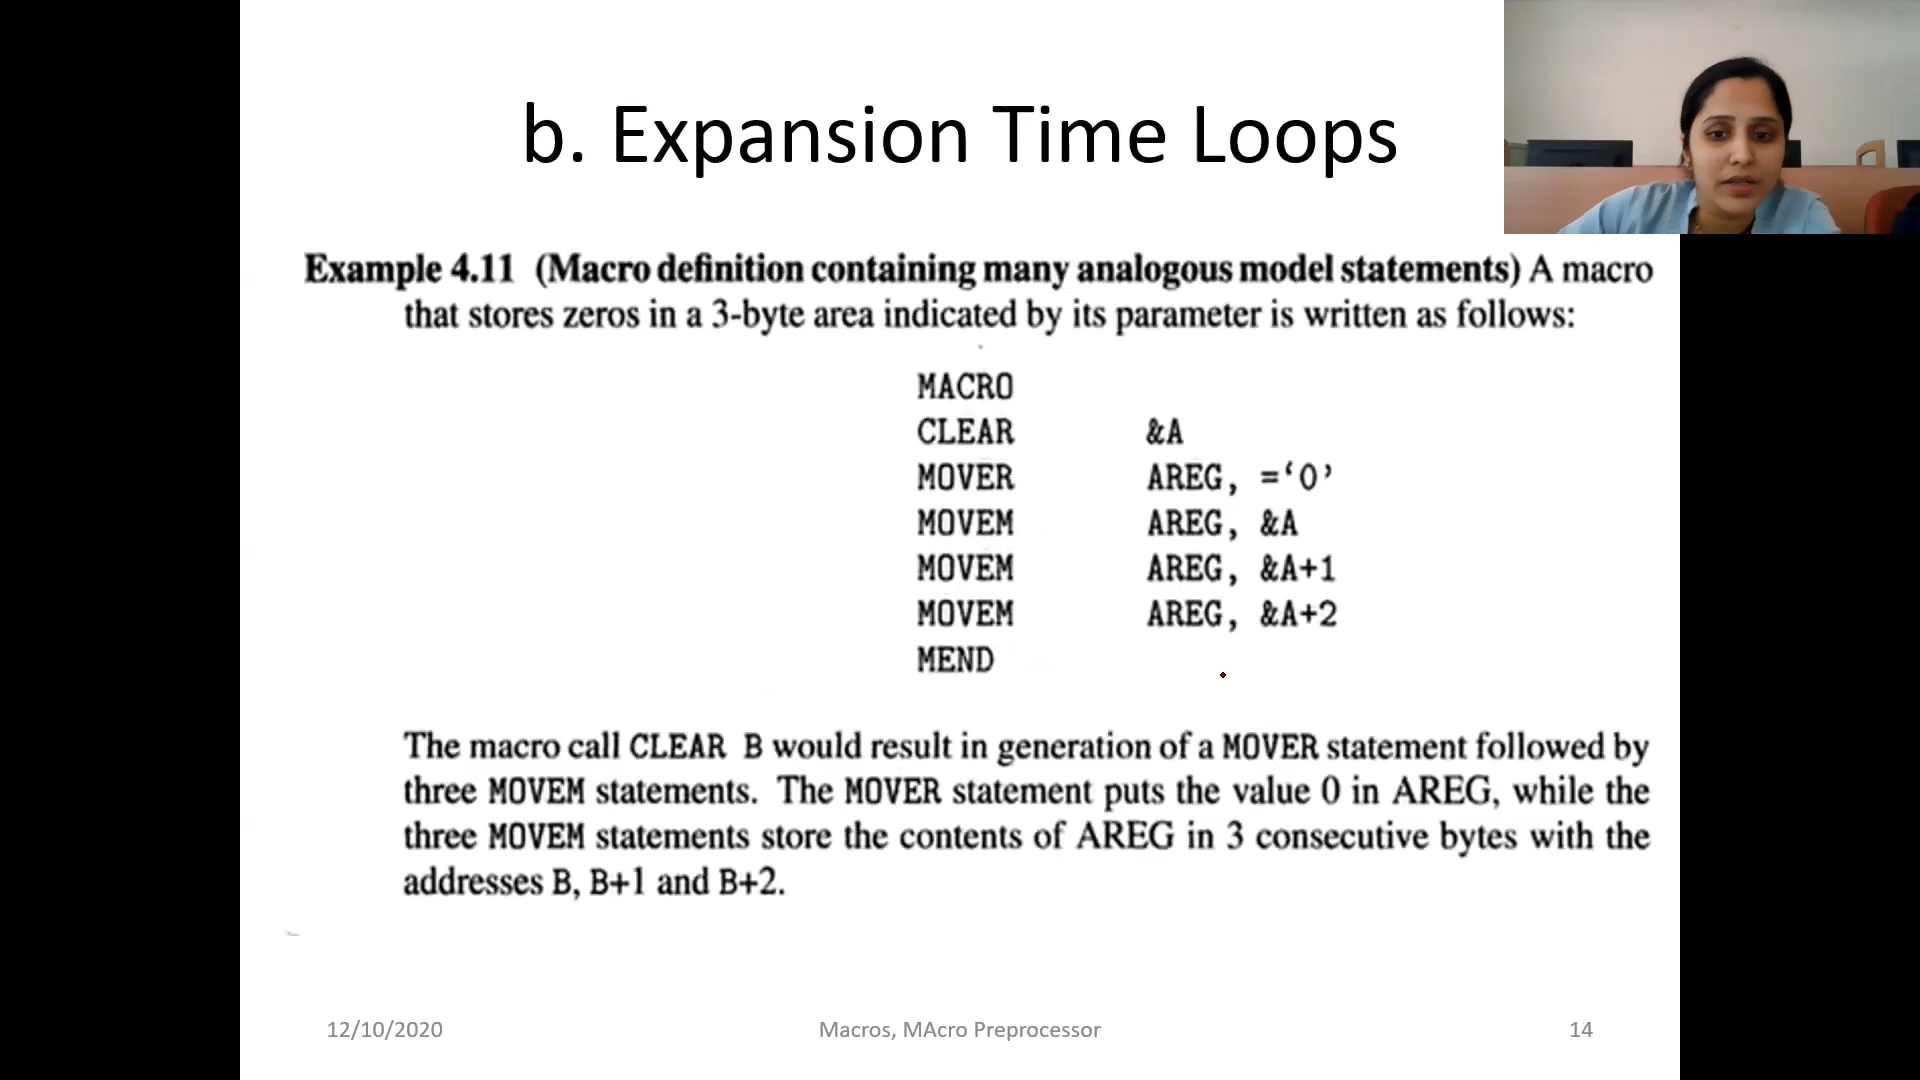 b. Expansion Time Loops
Example 4.11 (Macro definition containing many analogous model statements) A macro
that stores zeros in a 3-byte area indicated by its parameter is written as follows:
MACRO
CLEAR &A
MOVER AREG, =‘0’
MOVEM AREG, &A
MOVEM AREG, &A+1
MOVEM AREG, &A+2
MEND
The macro call CLEAR B would result in generation of a MOVER statement followed by
three MOVEM statements. The MOVER statement puts the value 0 in AREG, while the
three MOVEM statements store the contents of AREG in 3 consecutive bytes with the
addresses B, B+1 and B+2.
12/10/2020 Macros, MAcro Preprocessor 14